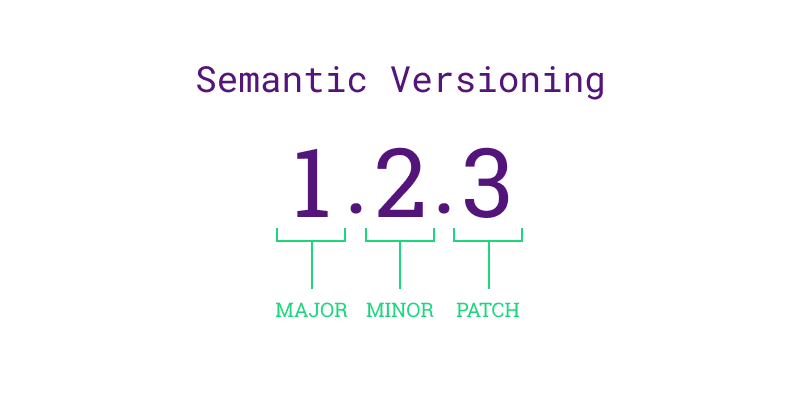 Semantic Versioning
1.2.3
MAJOR MINOR PATCH